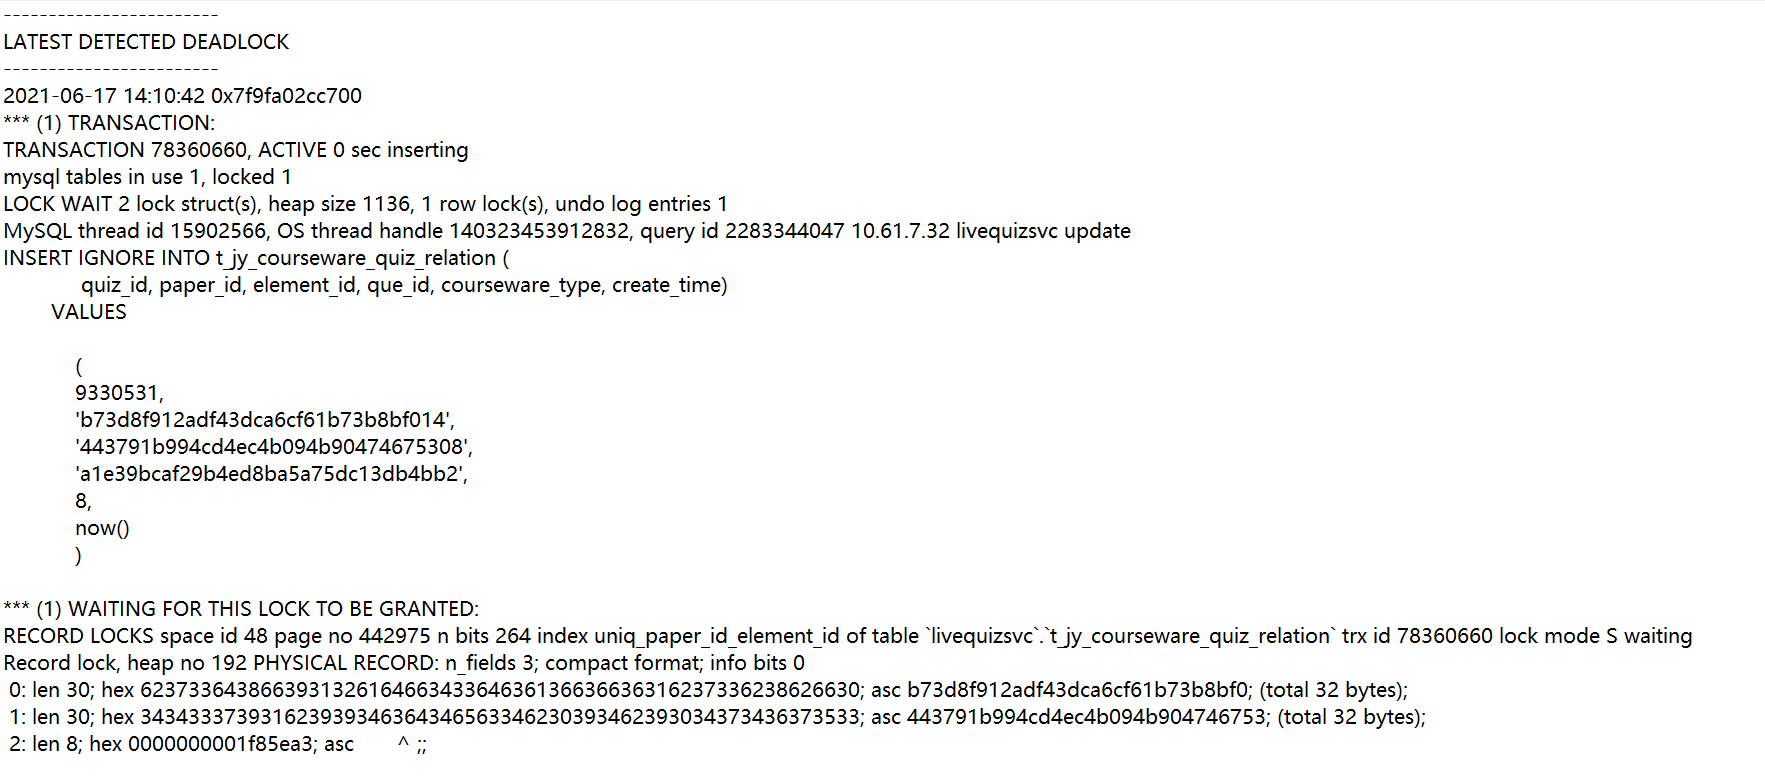 ------------------------
LATEST DETECTED DEADLOCK
------------------------
2021-06-17 14:10:42 0x7f9fa02cc700
*** (1) TRANSACTION:
TRANSACTION 78360660, ACTIVE 0 sec inserting
mysql tables in use 1, locked 1
LOCK WAIT 2 lock struct(s), heap size 1136, 1 row lock(s), undo log entries 1
MySQL thread id 15902566, OS thread handle 140323453912832, query id 2283344047 10.61.7.32 livequizsvc update
INSERT IGNORE INTO t_jy_courseware_quiz_relation (
quiz_id, paper_id, element_id, que_id, courseware_type, create_time)
VALUES
(
9330531,
'b73d8f912adf43dca6cf61b73b8bf014',
'443791b994cd4ec4b094b90474675308',
'a1e39bcaf29b4ed8ba5a75dc13db4bb2',
8,
now()
)
*** (1) WAITING FOR THIS LOCK TO BE GRANTED:
RECORD LOCKS space id 48 page no 442975 n bits 264 index uniq_paper_id_element_id of table `livequizsvc`.`t_jy_courseware_quiz_relation` trx id 78360660 lock mode S waiting
Record lock, heap no 192 PHYSICAL RECORD: n_fields 3; compact format; info bits 0
0: len 30; hex 623733643866393132616466343364636136636636316237336238626630; asc b73d8f912adf43dca6cf61b73b8bf0; (total 32 bytes);
1: len 30; hex 343433373931623939346364346563346230393462393034373436373533; asc 443791b994cd4ec4b094b904746753; (total 32 bytes);
2: len 8; hex 0000000001f85ea3; asc ^ ;;